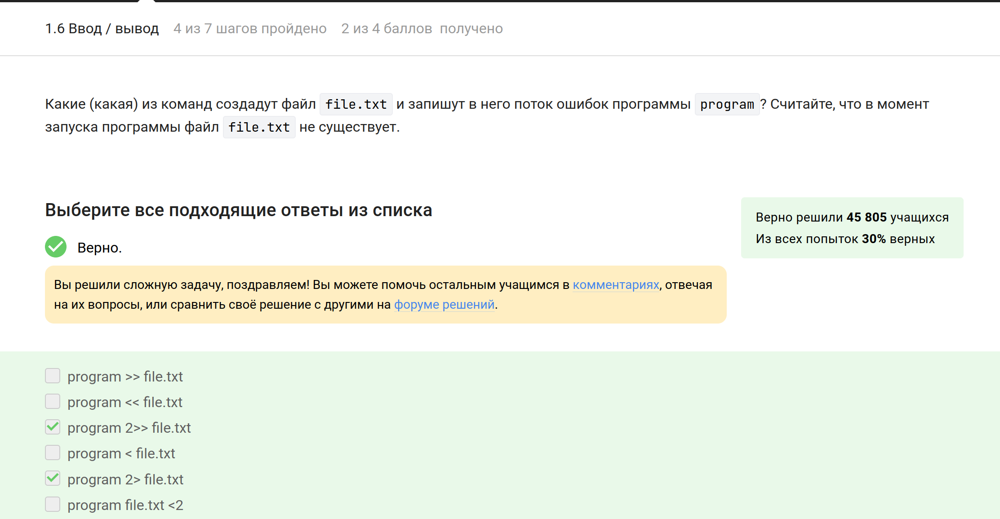 1.6 Ввод / вывод 4 из 7 шагов пройдено 2 из 4 баллов получено
Какие (какая) из команд создадут файл file.txt и запишут в него поток ошибок программы program? Считайте, что в момент
запуска программы файл file.txt не существует.
Выберите все подходящие ответы из списка
Верно решили 45 805 учащихся
Из всех попыток 30% верных
Верно.
Вы решили сложную задачу, поздравляем! Вы можете помочь остальным учащимся в комментариях, отвечая
на их вопросы, или сравнить своё решение с другими на форуме решений.
program >> file.txt
program << file.txt
program 2>> file.txt
program < file.txt
program 2> file.txt
program file.txt <2